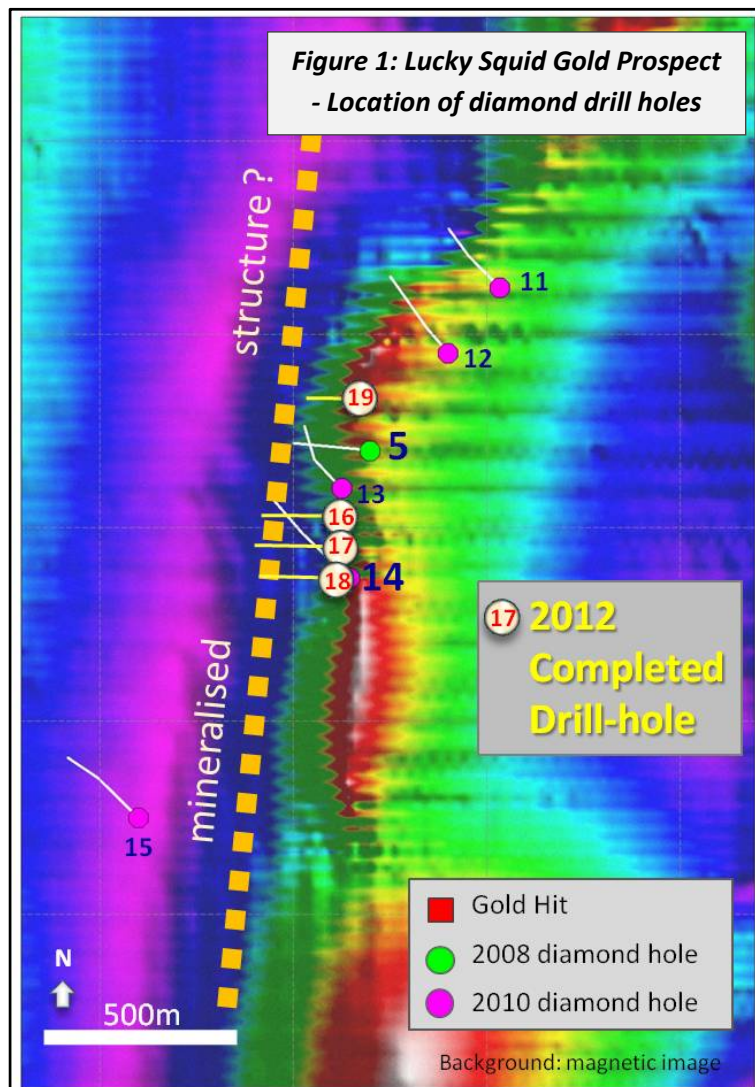 Figure 1: Lucky Squid Gold Prospect
- Location of diamond drill holes
structure ?
11
12
19
5
13
16
17
18
14
17
2012
Completed
Drill-hole
mineralised
15
Gold Hit
2008 diamond hole
2010 diamond hole
N
500m
Background: magnetic image